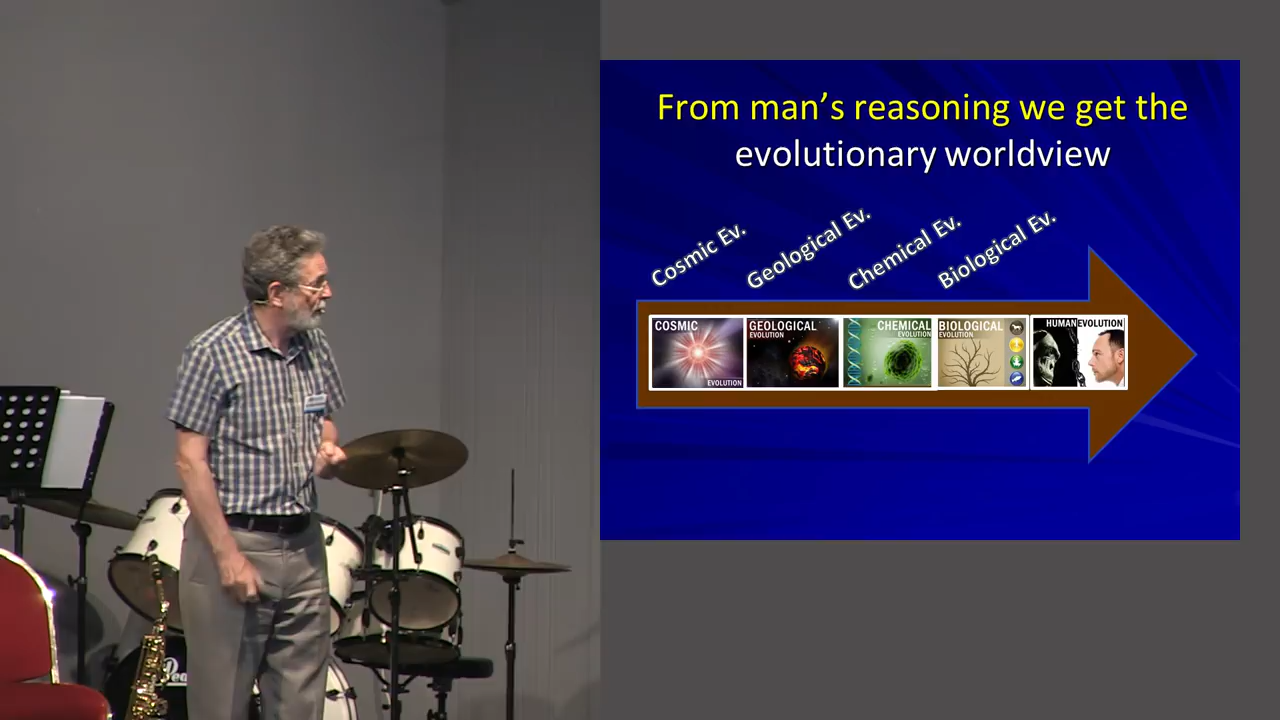 From man's reasoning we get the
evolutionary worldview
Cosmic Ev.
Geological Ev.
Chemical Ev.
Biological Ev.
COSMIC
EVOLUTION
GEOLOGICAL
EVOLUTION
CHEMICAL
EVOLUTION
BIOLOGICAL
EVOLUTION
HUMAN EVOLUTION